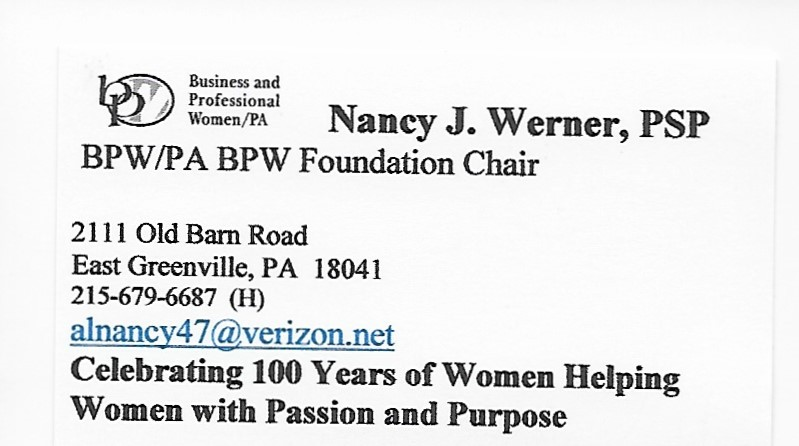 bpw
Business and
Professional
Women/PA
Nancy J. Werner, PSP
BPW/PA BPW Foundation Chair
2111 Old Barn Road
East Greenville, PA 18041
215-679-6687 (H)
alnancy47@verizon.net
Celebrating 100 Years of Women Helping
Women with Passion and Purpose